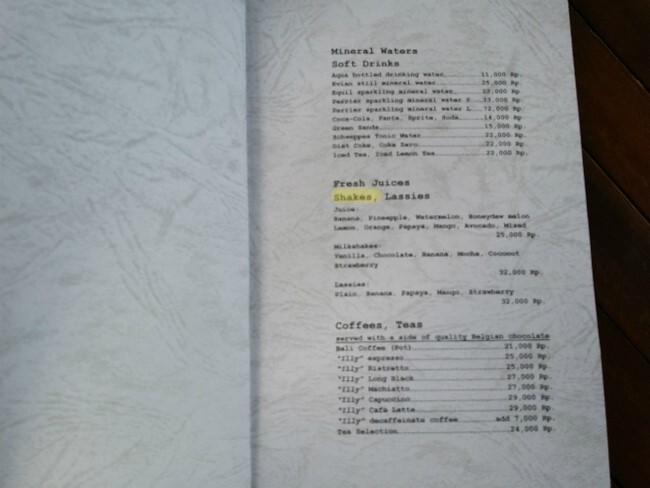 Mineral Waters
Soft Drinks
Aqua bottled drinking water 11,000 Rp.
Evian still mineral water 25,000 Rp.
Equil sparkling mineral water Rp.
Perrier sparkling mineral water 33,000 Rp.
Perrier sparkling mineral water L 72,000 Rp.
Coca-Cola, Fanta, Sprite, Soda 14,000 Rp.
Green Sands 15,000 Rp.
Schweppes Tonic Water 22,000 Rp.
Diet Coke, Coke Zero 22,000 Rp.
Iced Tea, Iced Lemon Tea 22,000 Rp.
Fresh Juices
Shakes, Lassies
Juice:
Banana, Pineapple, Watermelon, Honeydew melon
Lemon, Orange, Papaya, Mango, Avocado, Mixed
25,000 Rp.
Milkshakes:
Vanilla, Chocolate, Banana, Mocha, Coconut
Strawberry
32,000 Rp.
Lassies:
Plain, Banana, Papaya, Mango, Strawberry
32,000 Rp.
Coffees, Teas
served with a side of quality Belgian chocolate
Bali Coffee (Pot) 21,000 Rp.
"Illy" espresso 25,000 Rp.
"Illy" Ristretto 25,000 Rp.
"Illy" Long Black 27,000 Rp.
"Illy" Machiatto 27,000 Rp.
"Illy" Capuccino 29,000 Rp.
"Illy" Café Latte 29,000 Rp.
"Illy" decaffeinate coffee add 7,000 Rp.
Tea Selection 24,000 Rp.